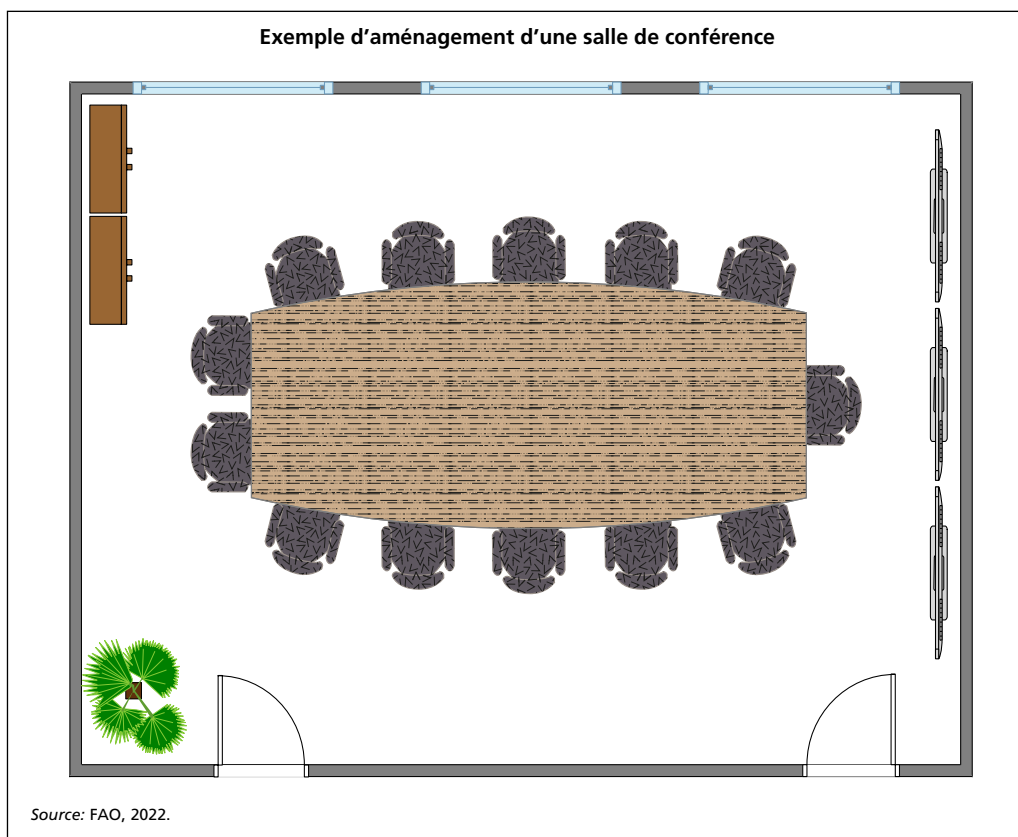 Exemple d’aménagement d’une salle de conférence
Source: FAO, 2022.